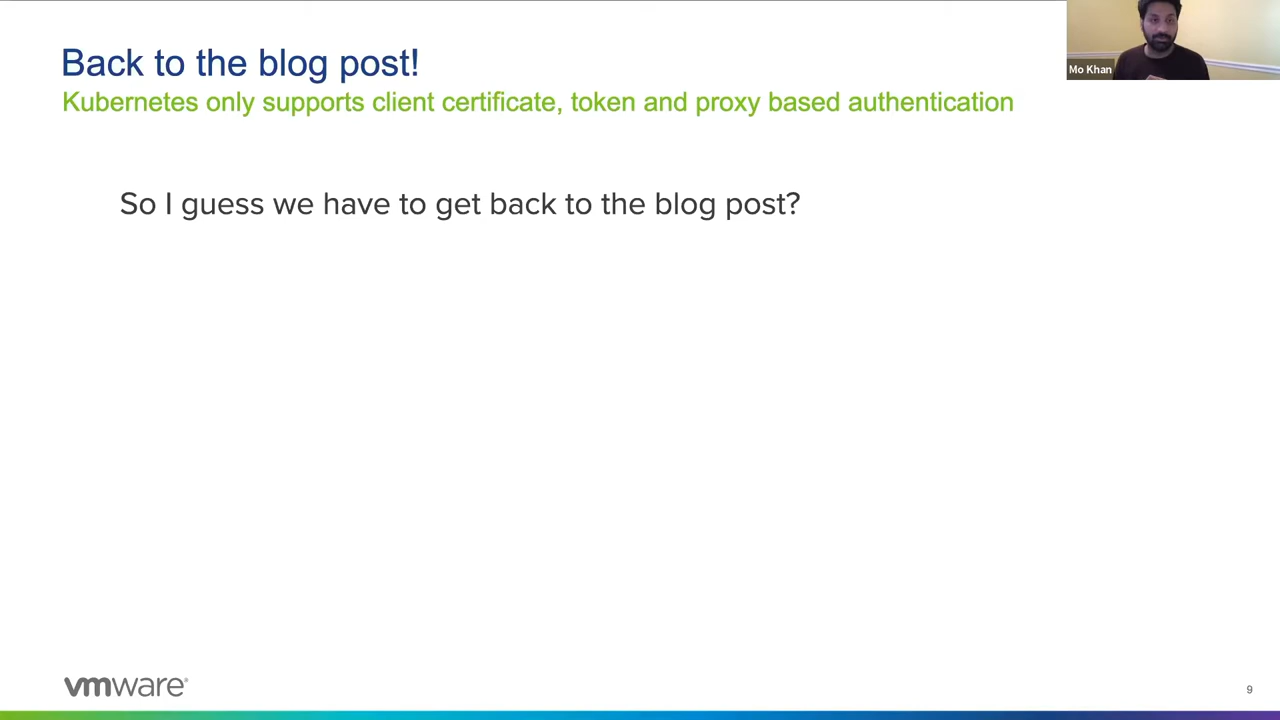 Back to the blog post!
Kubernetes only supports client certificate, token and proxy based authentication
Mo Khan
So I guess we have to get back to the blog post?
vmware®
9